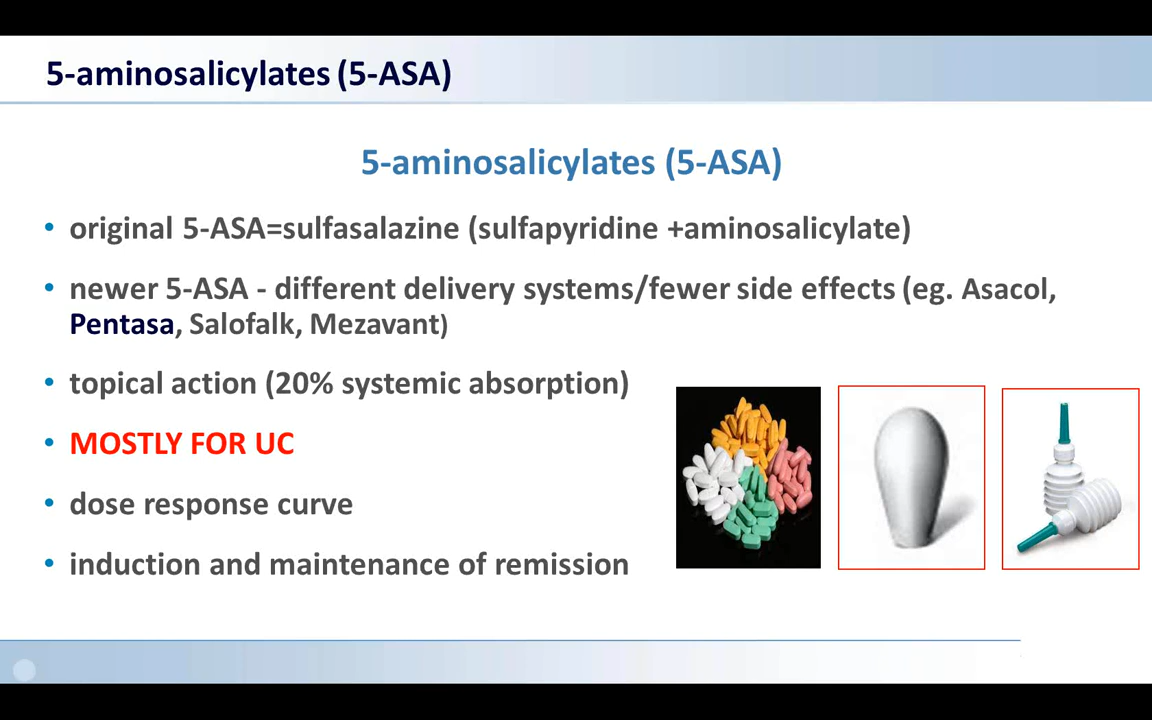 5-aminosalicylates (5-ASA)
5-aminosalicylates (5-ASA)
• original 5-ASA=sulfasalazine (sulfapyridine +aminosalicylate)
• newer 5-ASA - different delivery systems/fewer side effects (eg. Asacol,
Pentasa, Salofalk, Mezavant)
• topical action (20% systemic absorption)
• MOSTLY FOR UC
• dose response curve
• induction and maintenance of remission